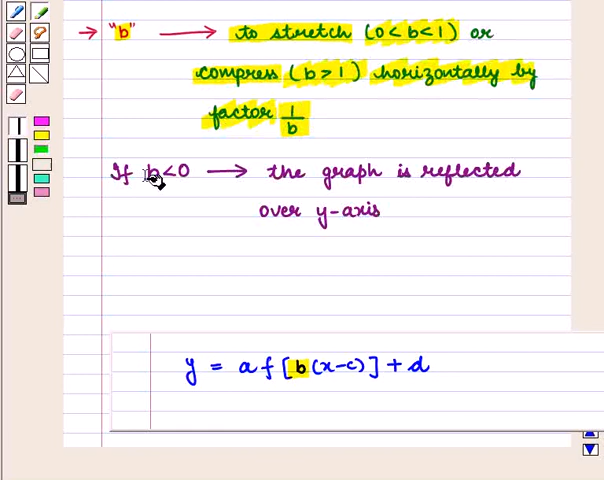 → "b" → to stretch (0 < b < 1) or
compress (b > 1) horizontally by
factor 1/b
If b < 0 → the graph is reflected
over y-axis
y = a f [b (x-c)] + d